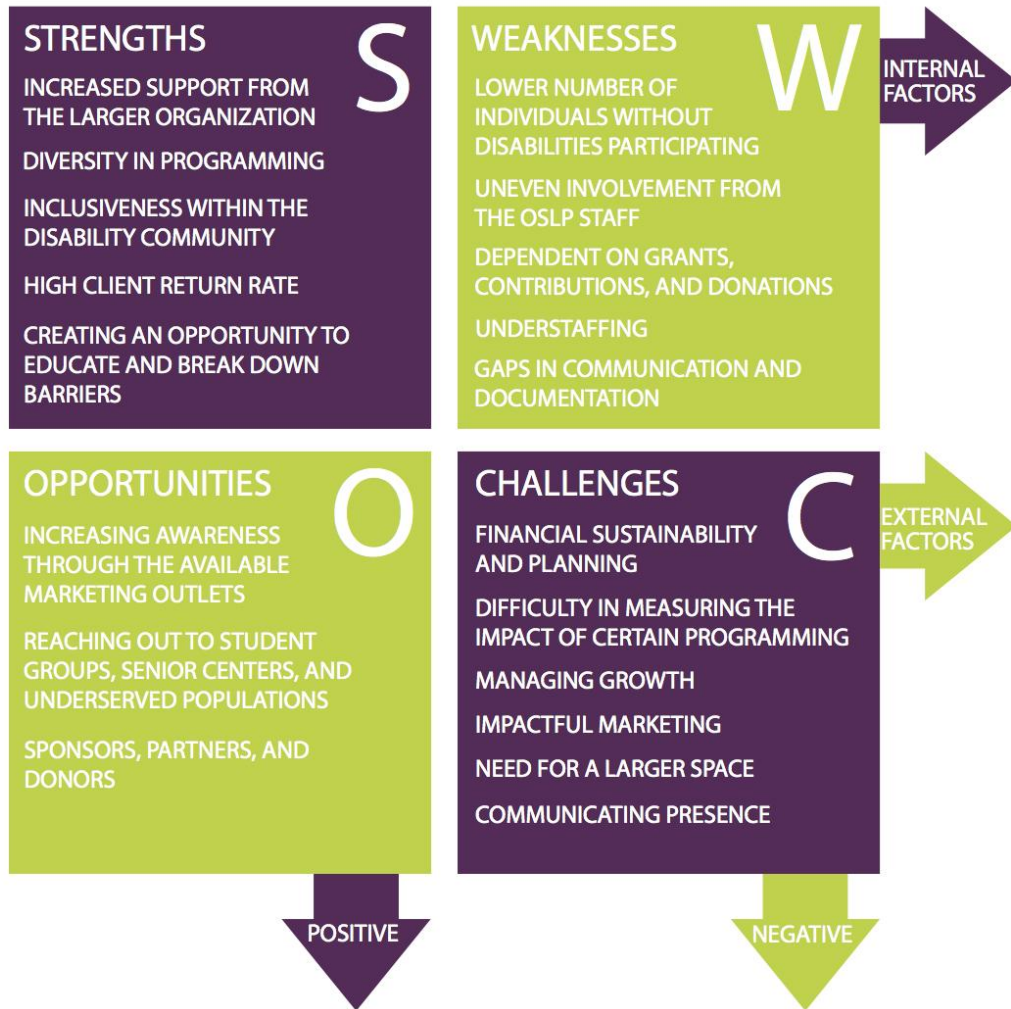 STRENGTHS
S
INCREASED SUPPORT FROM
THE LARGER ORGANIZATION
DIVERSITY IN PROGRAMMING
INCLUSIVENESS WITHIN THE
DISABILITY COMMUNITY
HIGH CLIENT RETURN RATE
CREATING AN OPPORTUNITY TO
EDUCATE AND BREAK DOWN
BARRIERS
WEAKNESSES
W
LOWER NUMBER OF
INDIVIDUALS WITHOUT
DISABILITIES PARTICIPATING
UNEVEN INVOLVEMENT FROM
THE OSLP STAFF
DEPENDENT ON GRANTS,
CONTRIBUTIONS, AND DONATIONS
UNDERSTAFFING
GAPS IN COMMUNICATION AND
DOCUMENTATION
INTERNAL
FACTORS
OPPORTUNITIES
O
INCREASING AWARENESS
THROUGH THE AVAILABLE
MARKETING OUTLETS
REACHING OUT TO STUDENT
GROUPS, SENIOR CENTERS, AND
UNDERSERVED POPULATIONS
SPONSORS, PARTNERS, AND
DONORS
CHALLENGES
C
FINANCIAL SUSTAINABILITY
AND PLANNING
DIFFICULTY IN MEASURING THE
IMPACT OF CERTAIN PROGRAMMING
MANAGING GROWTH
IMPACTFUL MARKETING
NEED FOR A LARGER SPACE
COMMUNICATING PRESENCE
EXTERNAL
FACTORS
POSITIVE
NEGATIVE